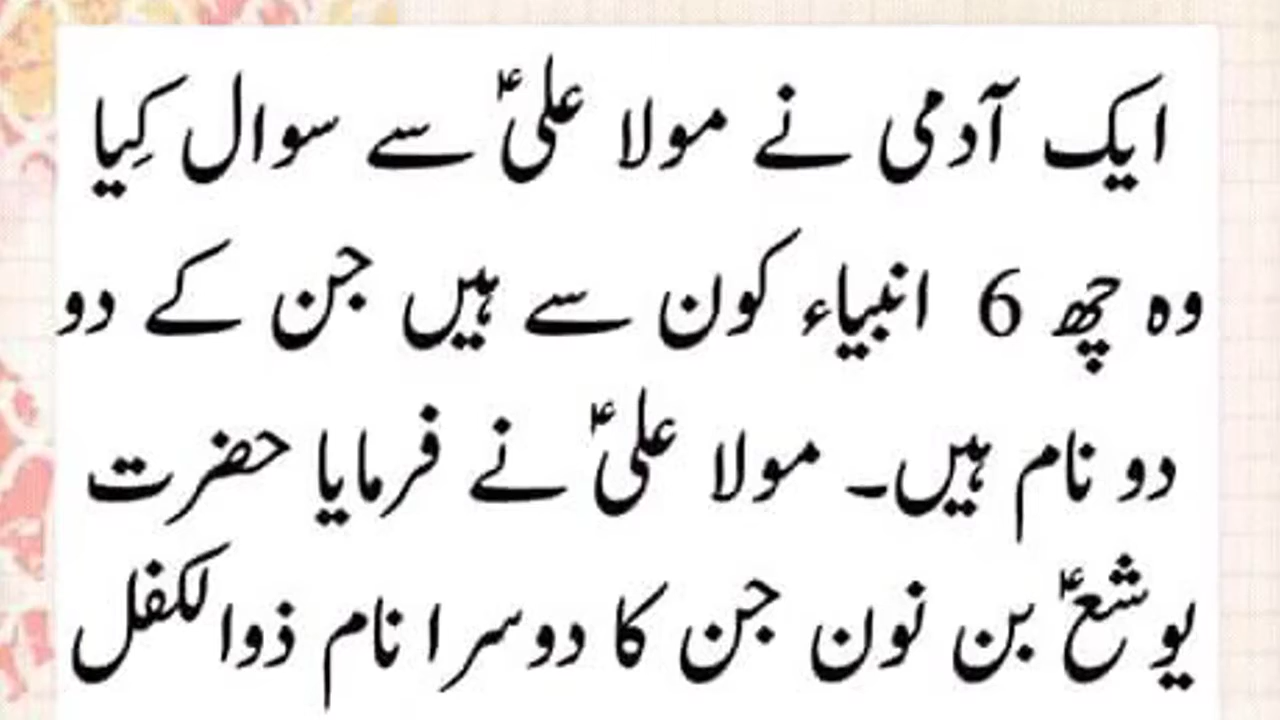 ایک آدمی نے مولا علیؑ سے سوال کِیا
وہ چھ 6 انبیاء کون سے ہیں جن کے دو
دو نام ہیں۔ مولا علیؑ نے فرمایا حضرت
یوشعؑ بن نون جن کا دوسرا نام ذوالکفل